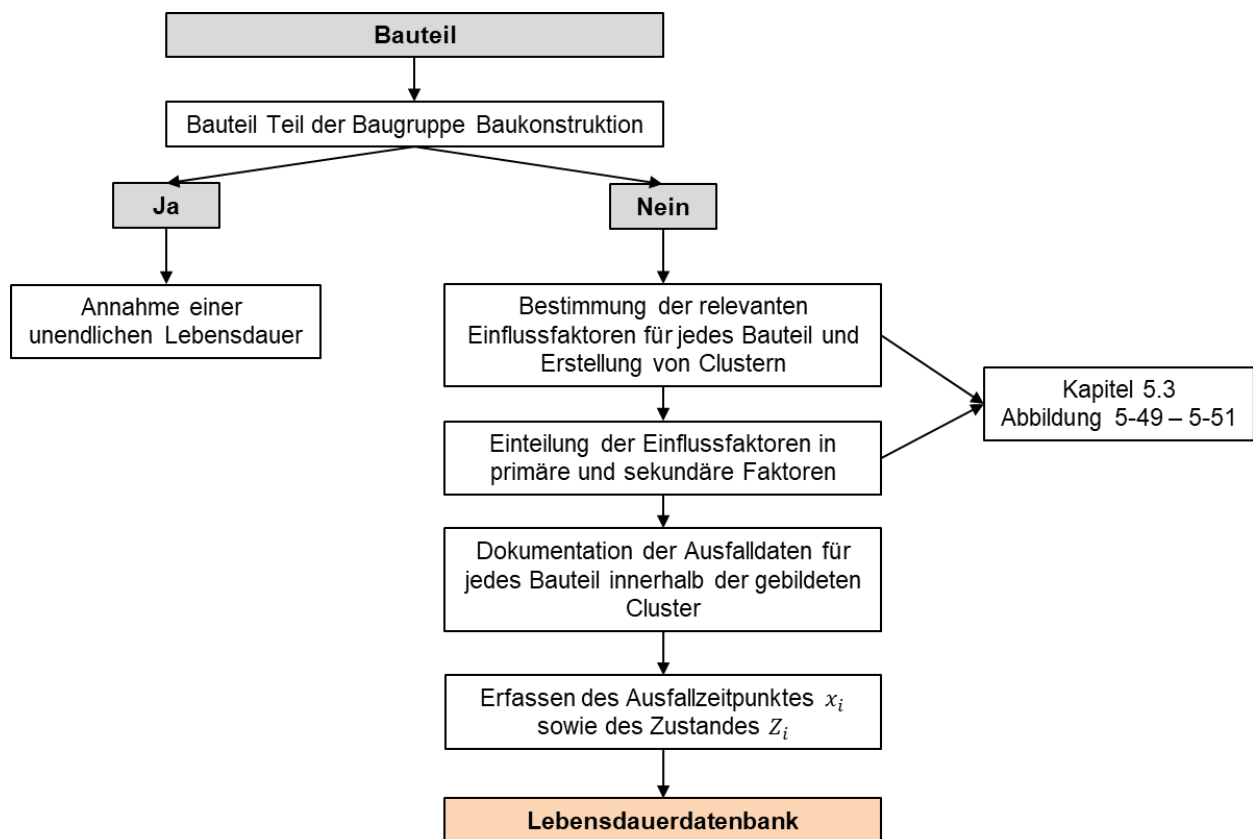 Bauteil
Bauteil Teil der Baugruppe Baukonstruktion
Ja
Nein
Annahme einer
unendlichen Lebensdauer
Bestimmung der relevanten
Einflussfaktoren für jedes Bauteil und
Erstellung von Clustern
Kapitel 5.3
Abbildung 5-49 – 5-51
Einteilung der Einflussfaktoren in
primäre und sekundäre Faktoren
Dokumentation der Ausfalldaten für
jedes Bauteil innerhalb der gebildeten
Cluster
Erfassen des Ausfallzeitpunktes x_i
sowie des Zustandes Z_i
Lebensdauerdatenbank